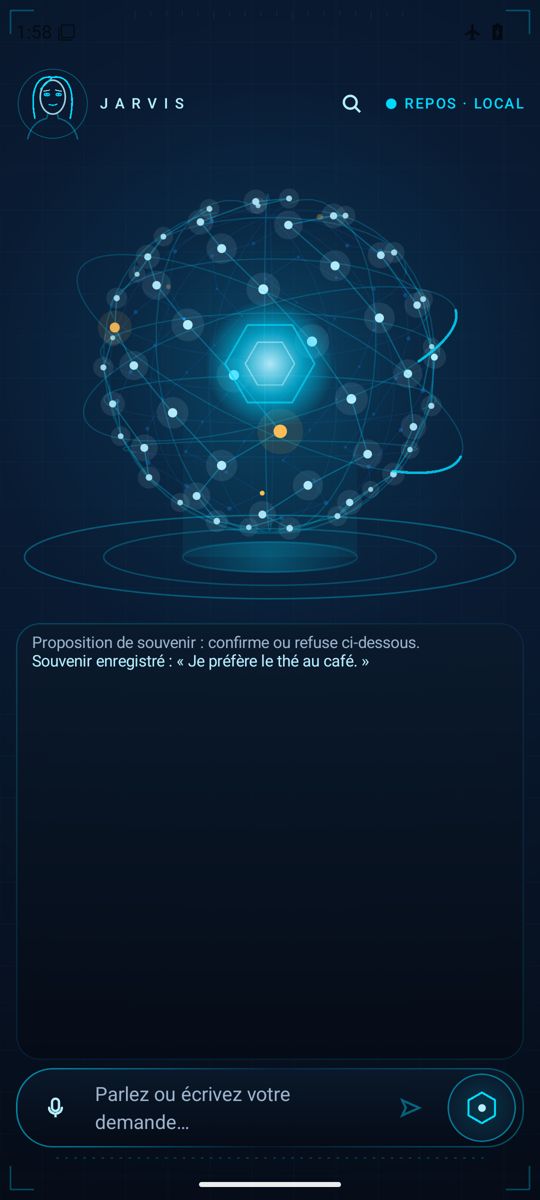 1:58
JARVIS
REPOS · LOCAL
Proposition de souvenir : confirme ou refuse ci-dessous.
Souvenir enregistré : « Je préfère le thé au café. »
Parlez ou écrivez votre
demande…